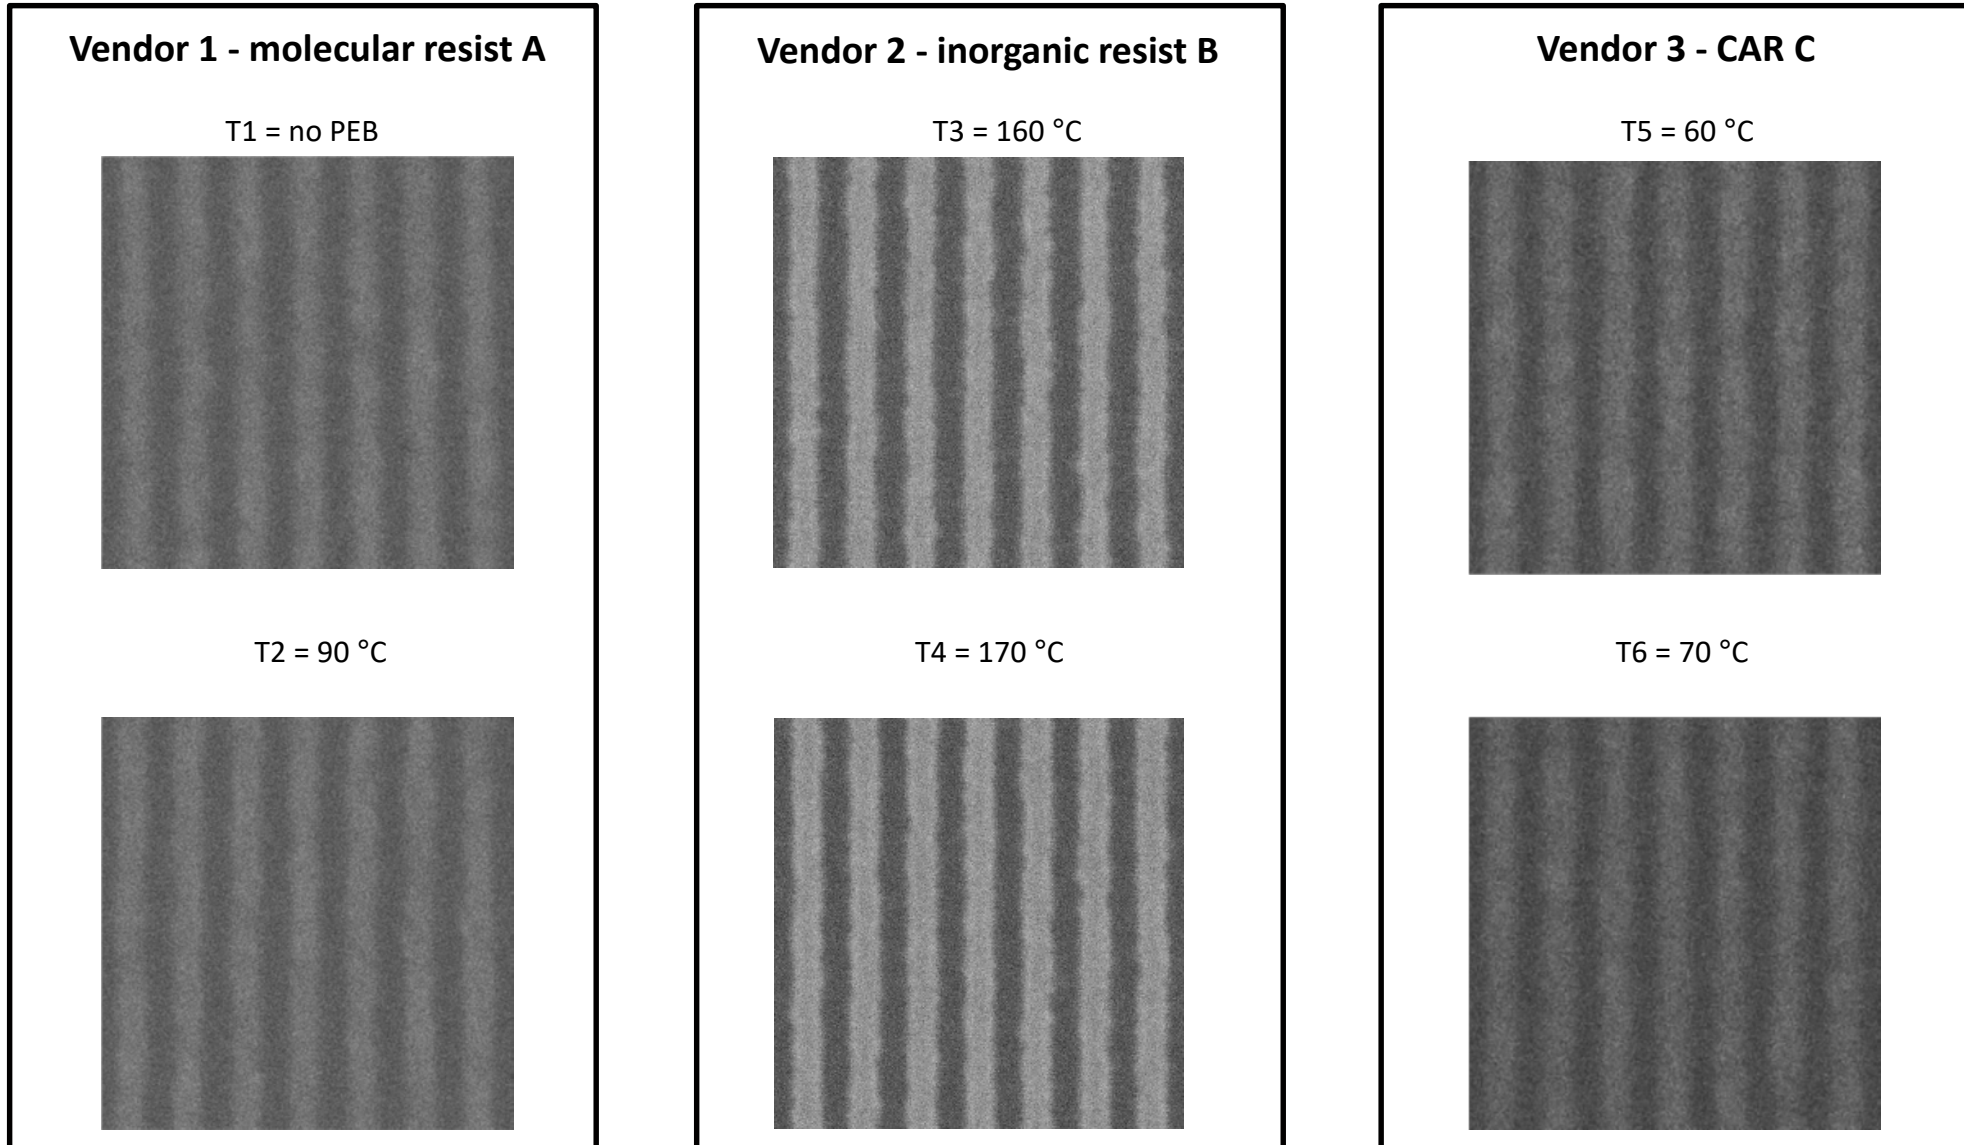 Vendor 1 - molecular resist A
T1 = no PEB
T2 = 90 °C
Vendor 2 - inorganic resist B
T3 = 160 °C
T4 = 170 °C
Vendor 3 - CAR C
T5 = 60 °C
T6 = 70 °C